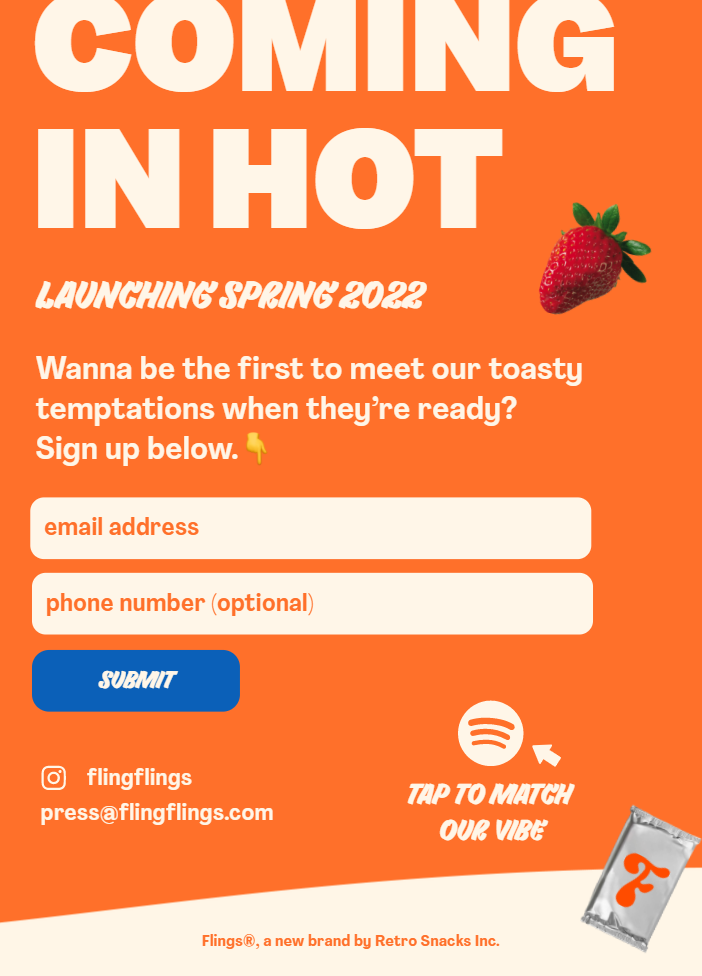 COMING
IN HOT
LAUNCHING SPRING 2022
Wanna be the first to meet our toasty
temptations when they’re ready?
Sign up below.👇
email address
phone number (optional)
SUBMIT
flingflings
press@flingflings.com
TAP TO MATCH
OUR VIBE
F
Flings®, a new brand by Retro Snacks Inc.